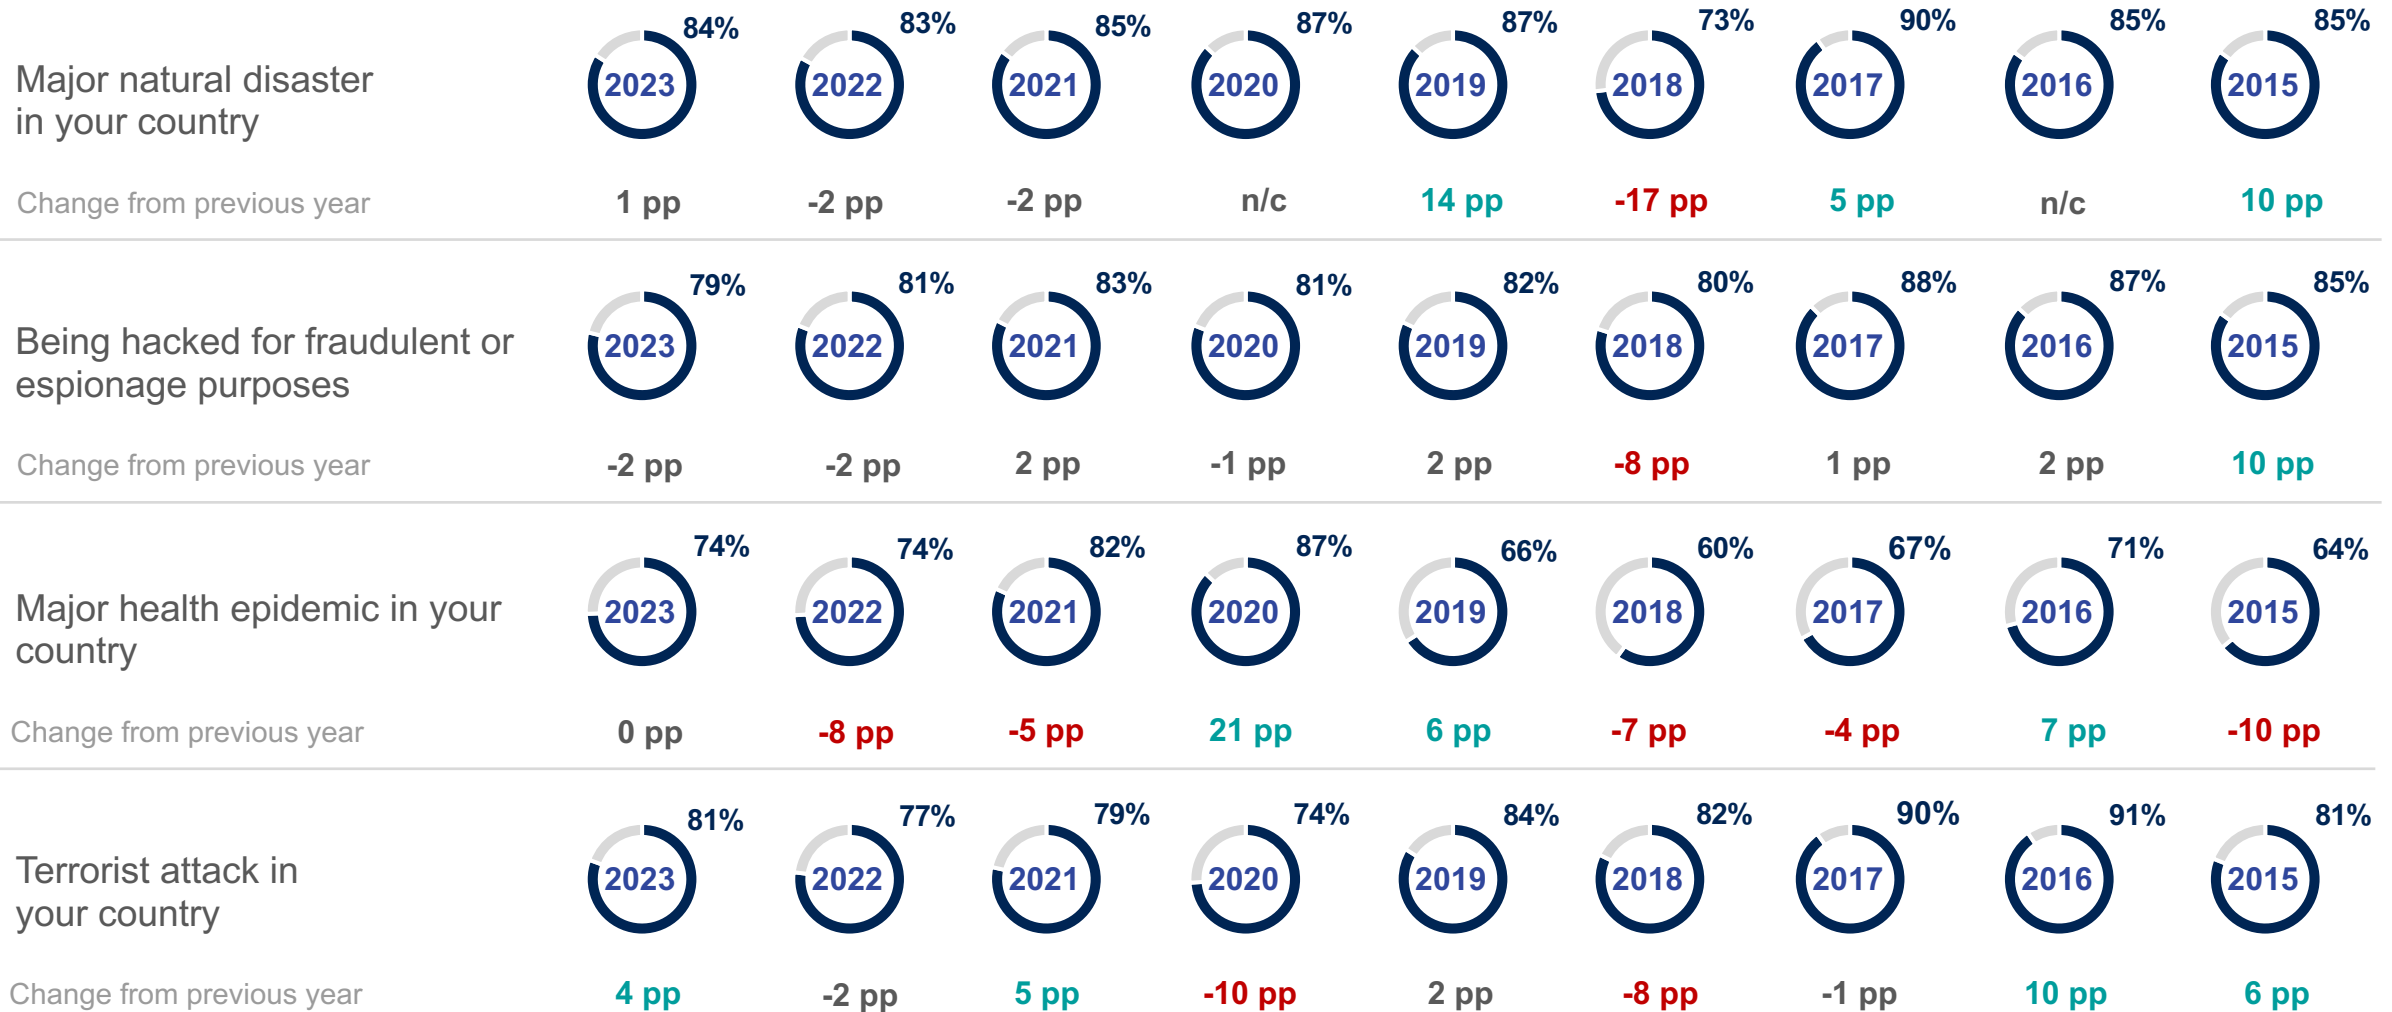 84% 83% 85% 87% 87% 73% 90% 85% 85%
Major natural disaster
in your country
2023 2022 2021 2020 2019 2018 2017 2016 2015
Change from previous year 1 pp -2 pp -2 pp n/c 14 pp -17 pp 5 pp n/c 10 pp
79% 81% 83% 81% 82% 80% 88% 87% 85%
Being hacked for fraudulent or
espionage purposes
2023 2022 2021 2020 2019 2018 2017 2016 2015
Change from previous year -2 pp -2 pp 2 pp -1 pp 2 pp -8 pp 1 pp 2 pp 10 pp
74% 74% 82% 87% 66% 60% 67% 71% 64%
Major health epidemic in your
country
2023 2022 2021 2020 2019 2018 2017 2016 2015
Change from previous year 0 pp -8 pp -5 pp 21 pp 6 pp -7 pp -4 pp 7 pp -10 pp
81% 77% 79% 74% 84% 82% 90% 91% 81%
Terrorist attack in
your country
2023 2022 2021 2020 2019 2018 2017 2016 2015
Change from previous year 4 pp -2 pp 5 pp -10 pp 2 pp -8 pp -1 pp 10 pp 6 pp